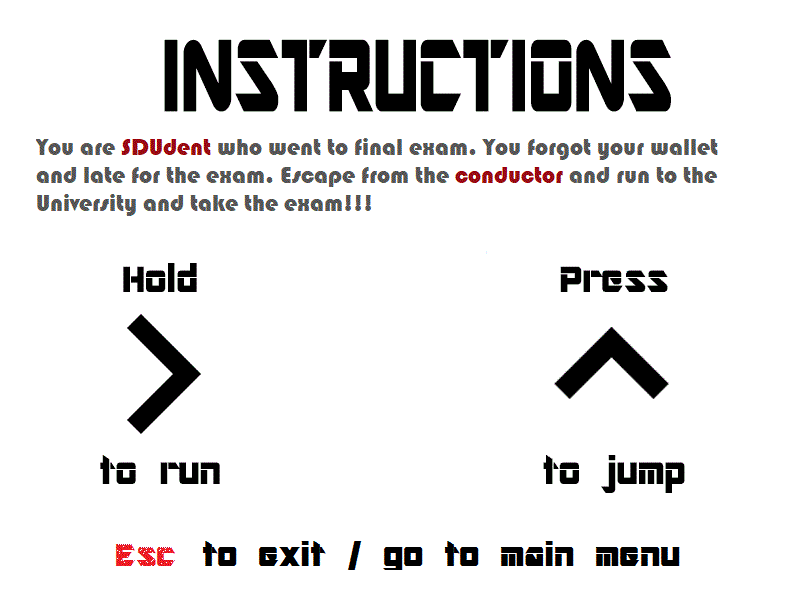 INSTRUCTIONS
You are SDUdent who went to final exam. You forgot your wallet
and late for the exam. Escape from the conductor and run to the
University and take the exam!!!
Hold
Press
to run
to jump
Esc to exit / go to main menu